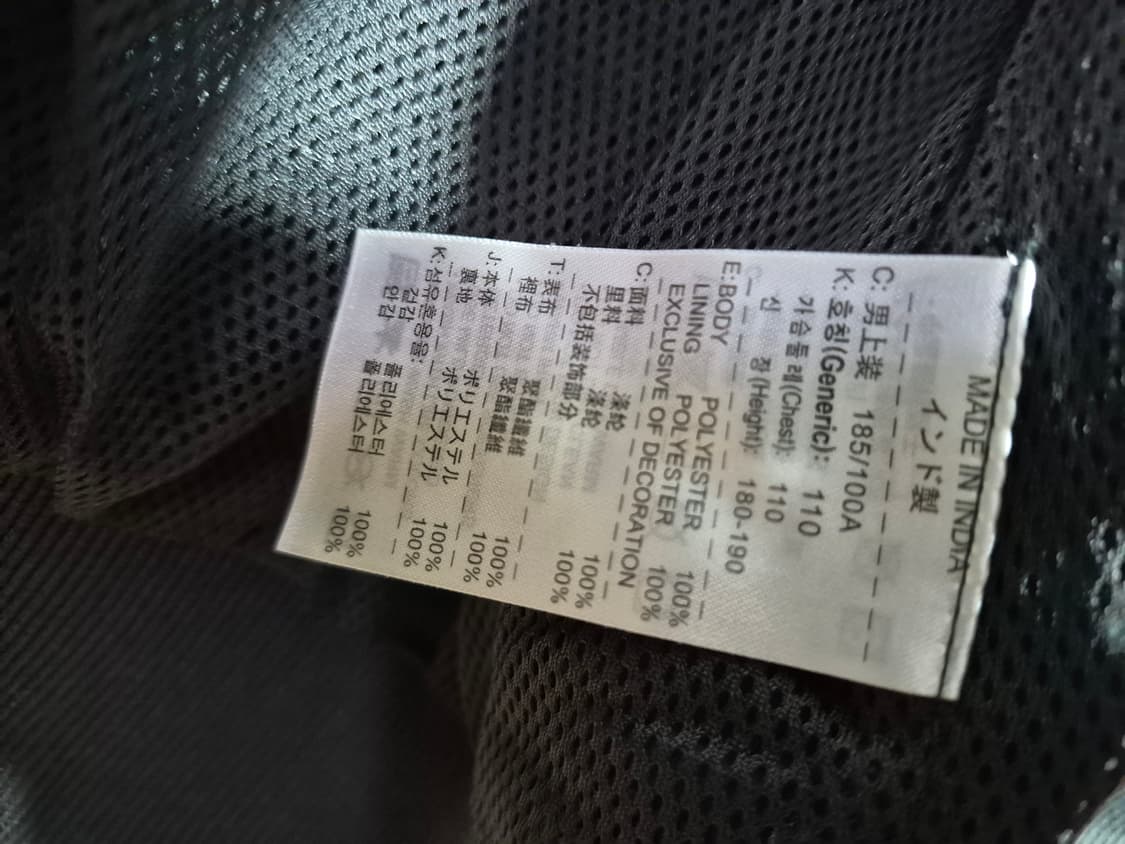 MADE IN INDIA
インド製
C: 男上装 185/100A
K: 호칭(Generic): 110
가슴둘레(Chest): 110
신 장(Height): 180-190
E:BODY POLYESTER 100%
LINING POLYESTER 100%
EXCLUSIVE OF DECORATION
C:面料 涤纶 100%
里料 涤纶 100%
不包括装饰部分
T:表布 聚酯纖維 100%
裡布 聚酯纖維 100%
J:本体 ポリエステル 100%
裏地 ポリエステル 100%
K:섬유혼용율:
겉감 폴리에스터 100%
안감 폴리에스터 100%